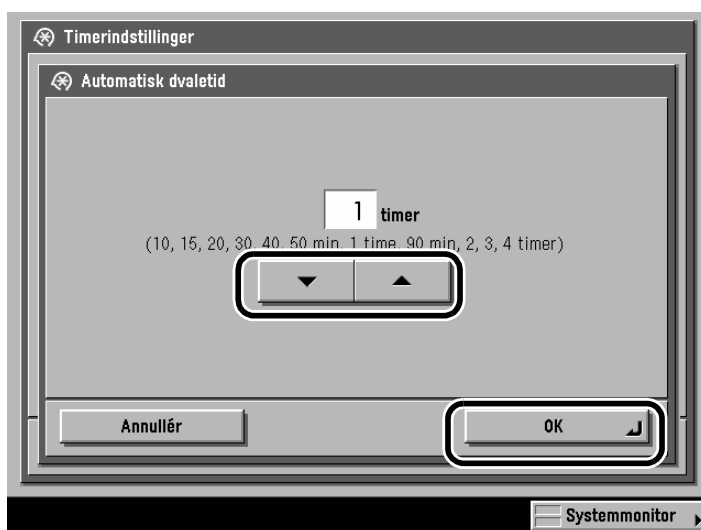 Timerindstillinger
Automatisk dvaletid
1 timer
(10, 15, 20, 30, 40, 50 min, 1 time, 90 min, 2, 3, 4 timer)
Annullér
OK
Systemmonitor